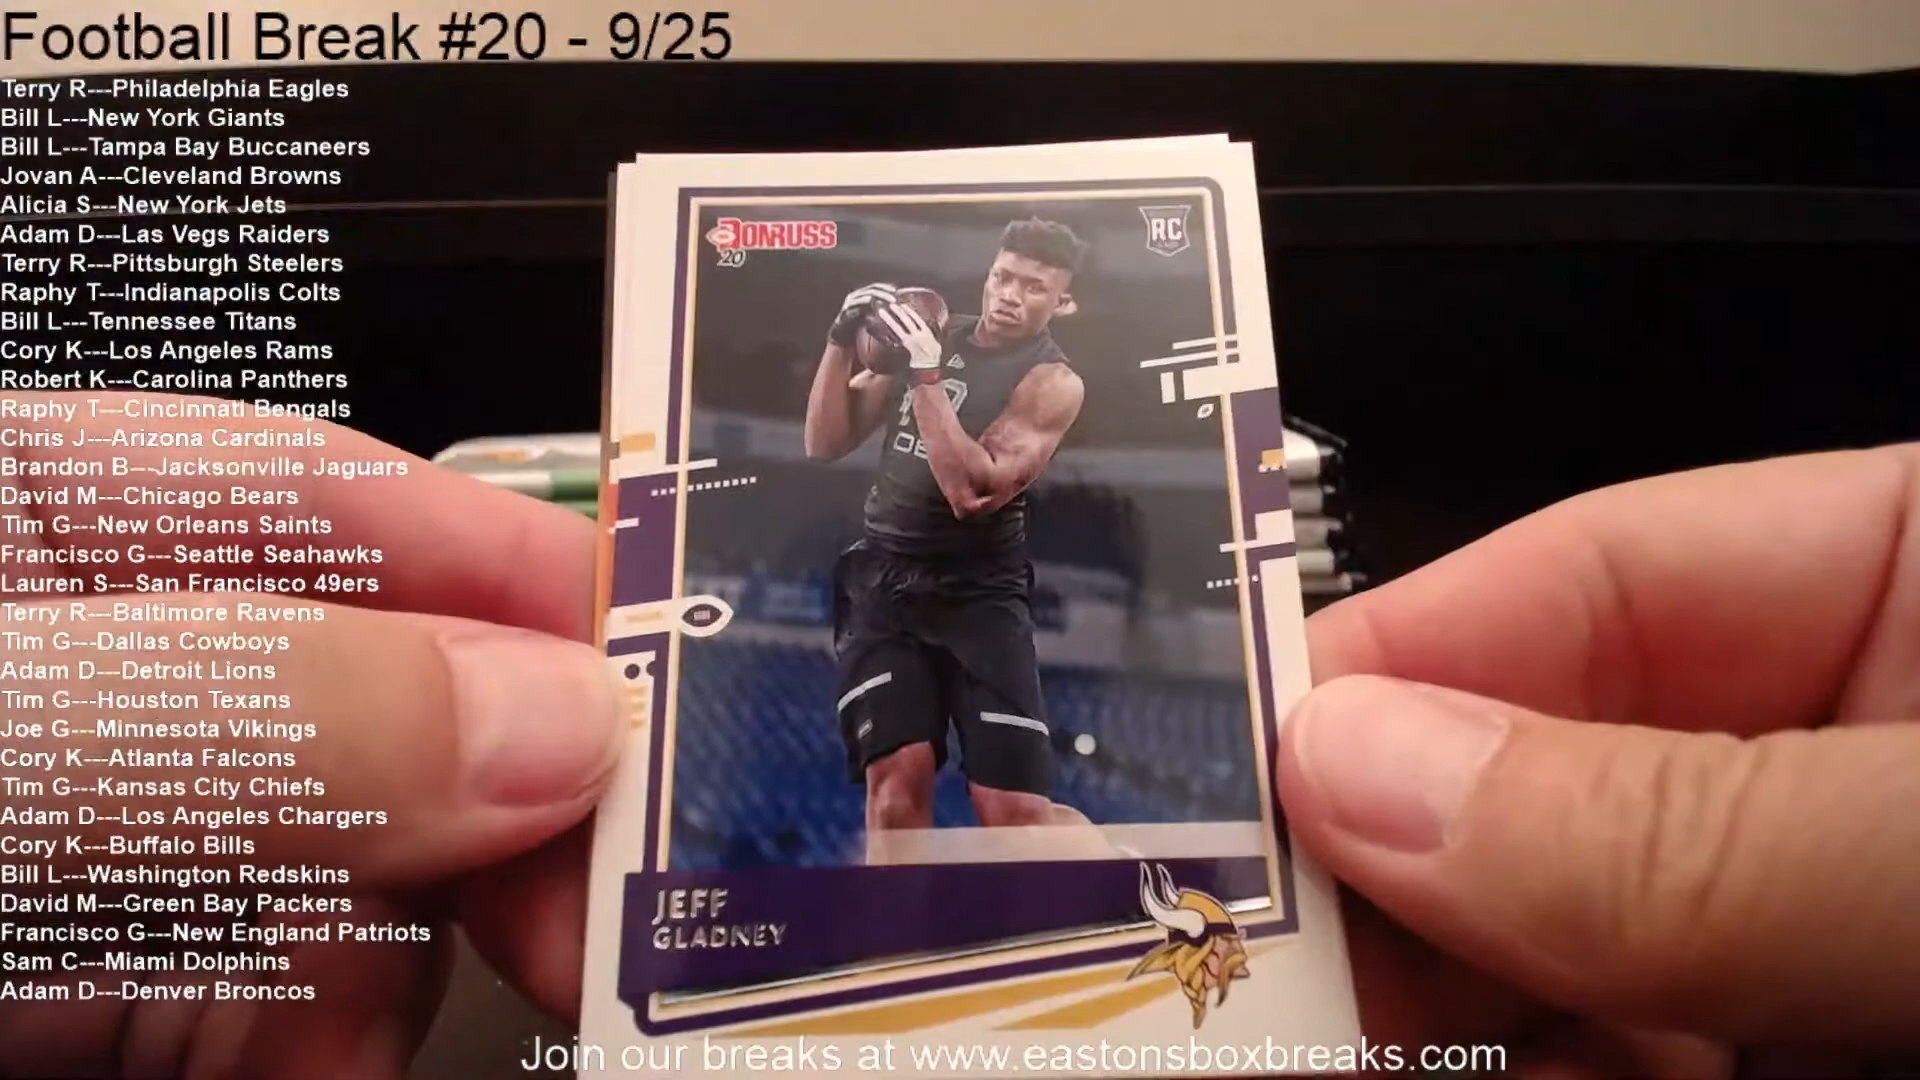 Football Break #20 - 9/25
Terry R---Philadelphia Eagles
Bill L---New York Giants
Bill L---Tampa Bay Buccaneers
Jovan A---Cleveland Browns
Alicia S---New York Jets
Adam D---Las Vegs Raiders
Terry R---Pittsburgh Steelers
Raphy T---Indianapolis Colts
Bill L---Tennessee Titans
Cory K---Los Angeles Rams
Robert K---Carolina Panthers
Raphy T---Cincinnati Bengals
Chris J---Arizona Cardinals
Brandon B---Jacksonville Jaguars
David M---Chicago Bears
Tim G---New Orleans Saints
Francisco G---Seattle Seahawks
Lauren S---San Francisco 49ers
Terry R---Baltimore Ravens
Tim G---Dallas Cowboys
Adam D---Detroit Lions
Tim G---Houston Texans
Joe G---Minnesota Vikings
Cory K---Atlanta Falcons
Tim G---Kansas City Chiefs
Adam D---Los Angeles Chargers
Cory K---Buffalo Bills
Bill L---Washington Redskins
David M---Green Bay Packers
Francisco G---New England Patriots
Sam C---Miami Dolphins
Adam D---Denver Broncos
DONRUSS
20
RC
JEFF
GLADNEY
Join our breaks at www.eastonsboxbreaks.com